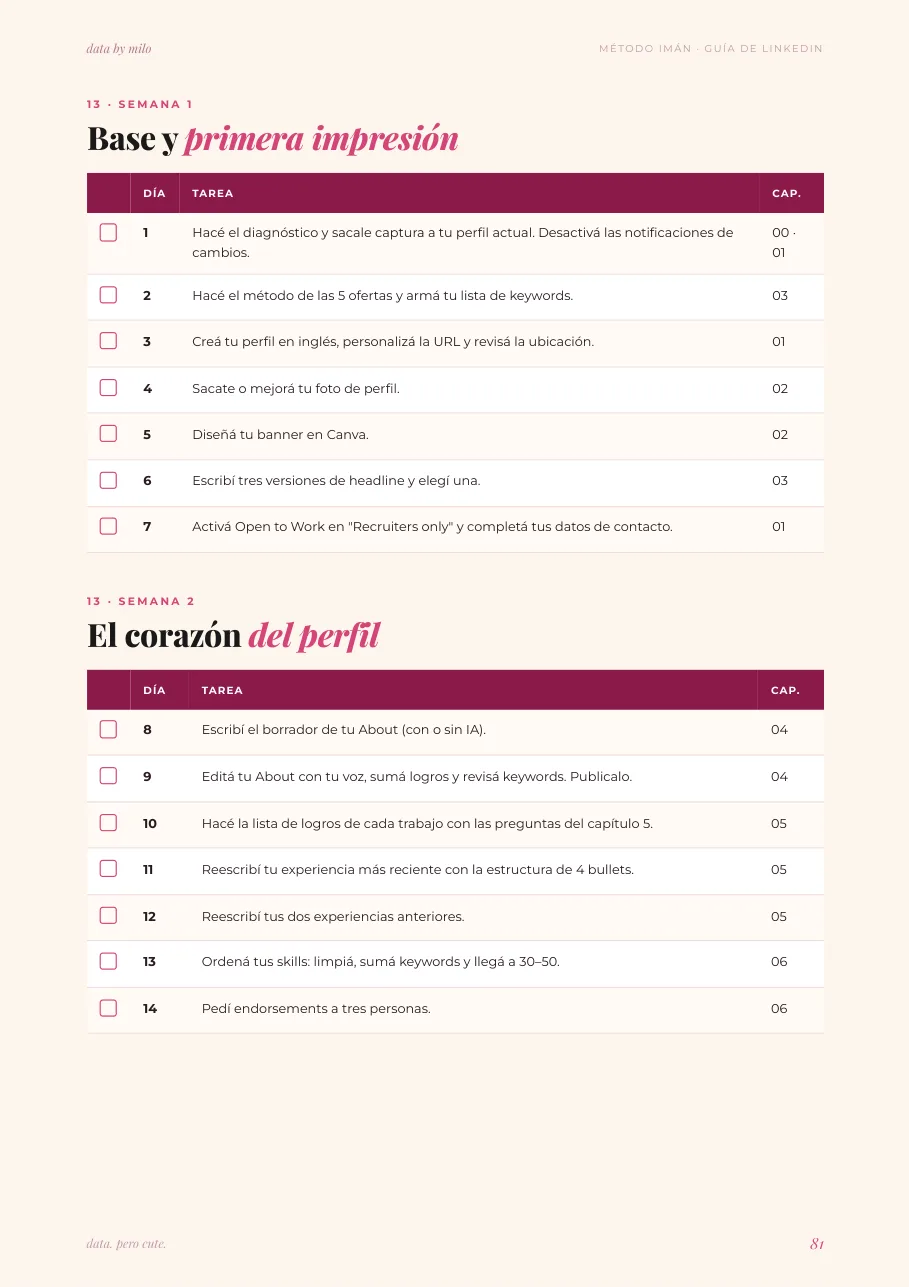 data by milo
MÉTODO IMÁN · GUÍA DE LINKEDIN
13 · SEMANA 1
Base y primera impresión
DÍA TAREA CAP.
1 Hacé el diagnóstico y sacale captura a tu perfil actual. Desactivá las notificaciones de 00 ·
cambios. 01
2 Hacé el método de las 5 ofertas y armá tu lista de keywords. 03
3 Creá tu perfil en inglés, personalizá la URL y revisá la ubicación. 01
4 Sacate o mejorá tu foto de perfil. 02
5 Diseñá tu banner en Canva. 02
6 Escribí tres versiones de headline y elegí una. 03
7 Activá Open to Work en "Recruiters only" y completá tus datos de contacto. 01
13 · SEMANA 2
El corazón del perfil
DÍA TAREA CAP.
8 Escribí el borrador de tu About (con o sin IA). 04
9 Editá tu About con tu voz, sumá logros y revisá keywords. Publicalo. 04
10 Hacé la lista de logros de cada trabajo con las preguntas del capítulo 5. 05
11 Reescribí tu experiencia más reciente con la estructura de 4 bullets. 05
12 Reescribí tus dos experiencias anteriores. 05
13 Ordená tus skills: limpiá, sumá keywords y llegá a 30–50. 06
14 Pedí endorsements a tres personas. 06
data. pero cute.
81